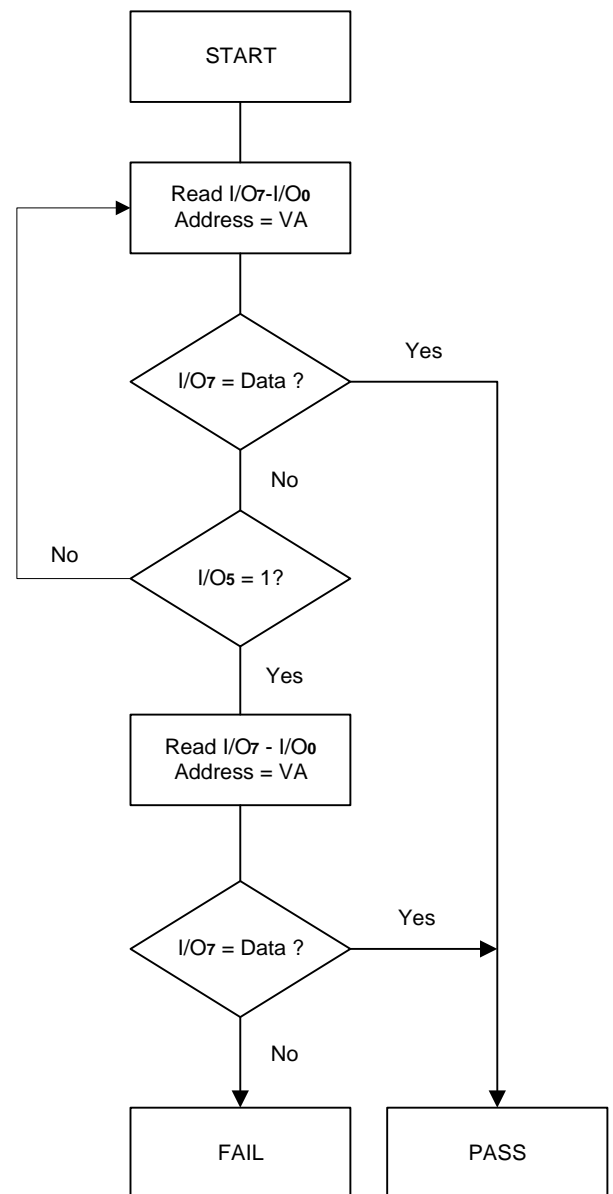 START
Read I/O7-I/O0
Address = VA
Yes
I/O7 = Data ?
No
No
I/O5 = 1?
Yes
Read I/O7 - I/O0
Address = VA
Yes
I/O7 = Data ?
No
FAIL
PASS